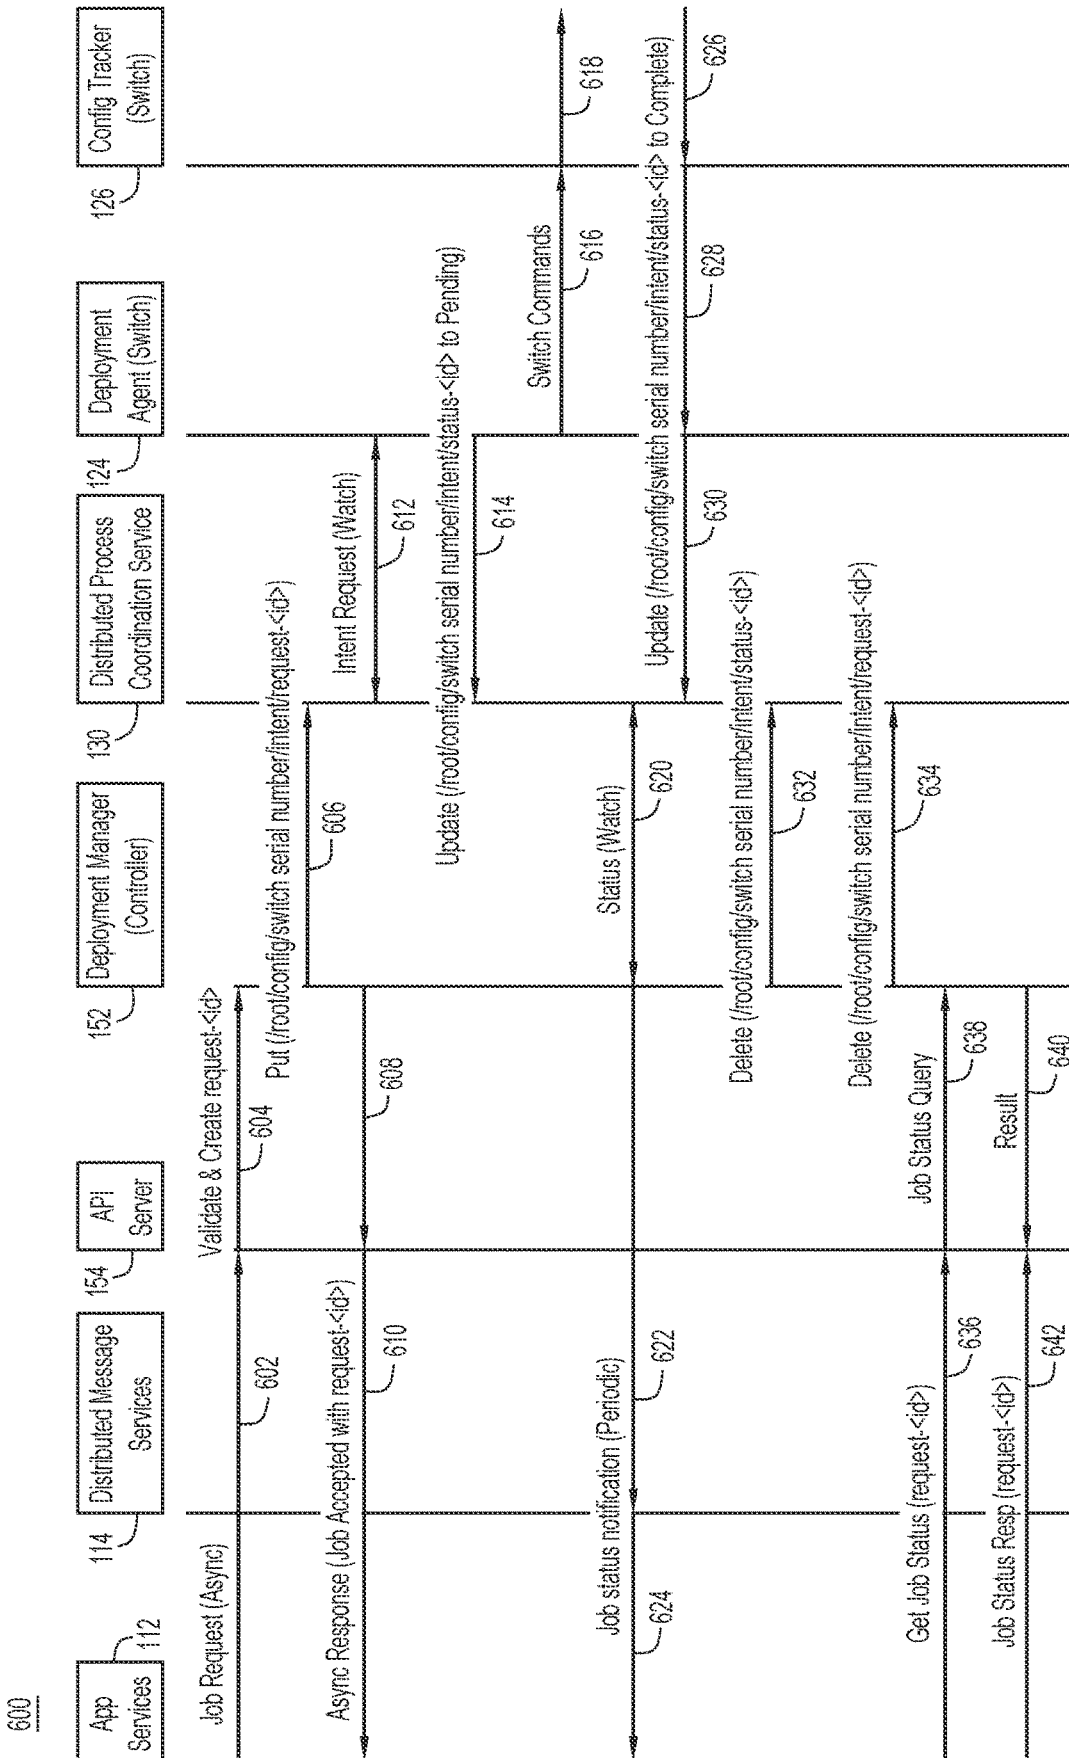 600
App
Services
112
Distributed Message
Services
114
API
Server
154
Deployment Manager
(Controller)
152
Distributed Process
Coordination Service
130
Deployment
Agent (Switch)
124
Config Tracker
(Switch)
126
Job Request (Async)
602
Validate & Create request-<id>
604
Put (/root/config/switch serial number/intent/request-<id>)
606
Async Response (Job Accepted with request-<id>)
610
608
Intent Request (Watch)
612
Update (/root/config/switch serial number/intent/status-<id> to Pending)
614
Switch Commands
616
618
Job status notification (Periodic)
624
622
Status (Watch)
620
Update (/root/config/switch serial number/intent/status-<id> to Complete)
630
628
626
Delete (/root/config/switch serial number/intent/status-<id>)
632
Delete (/root/config/switch serial number/intent/request-<id>)
634
Get Job Status (request-<id>)
636
Job Status Query
638
Job Status Resp (request-<id>)
642
Result
640